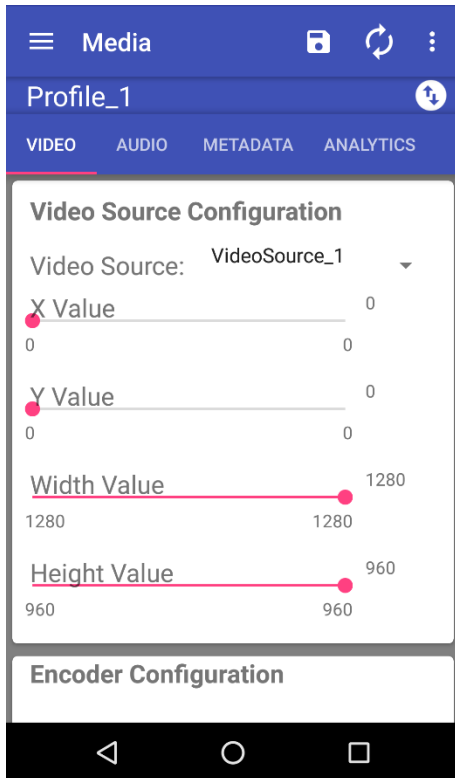 Media
Profile_1
VIDEO AUDIO METADATA ANALYTICS
Video Source Configuration
Video Source: VideoSource_1
X Value 0
0 0
Y Value 0
0 0
Width Value 1280
1280 1280
Height Value 960
960 960
Encoder Configuration